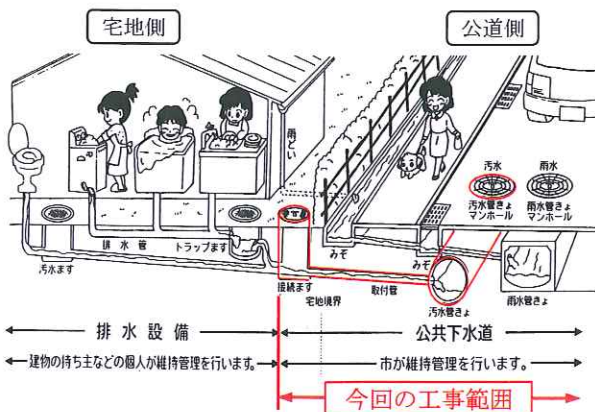 宅地側
公道側
雨とい
汚水
雨水
汚水管きょ
マンホール
雨水管きょ
マンホール
排水管
トラップます
みぞ
みぞ
汚水ます
接続ます
宅地境界
取付管
汚水管きょ
雨水管きょ
排水設備
公共下水道
建物の持ち主などの個人が維持管理を行います。
市が維持管理を行います。
今回の工事範囲